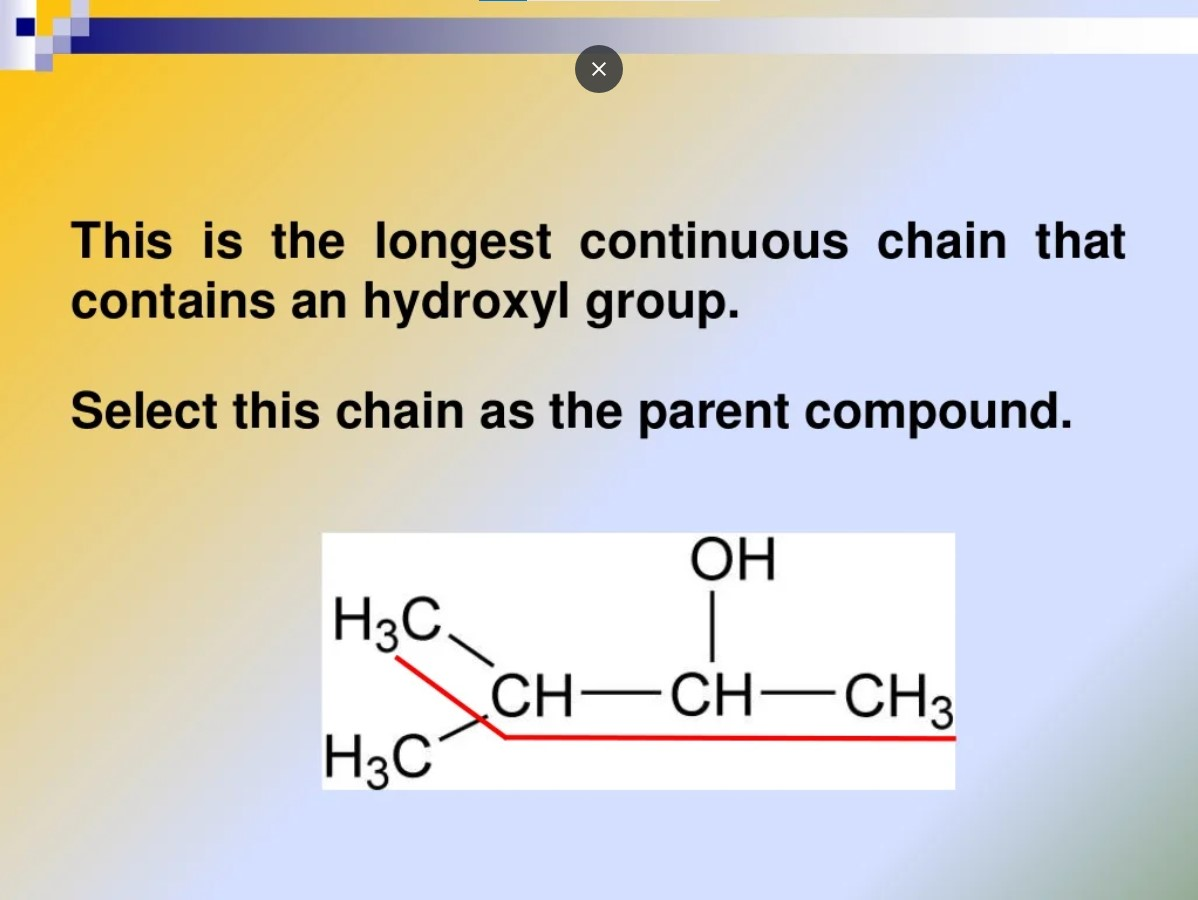 This is the longest continuous chain that
contains an hydroxyl group.
Select this chain as the parent compound.
OH
H₃C
CH—CH—CH₃
H₃C